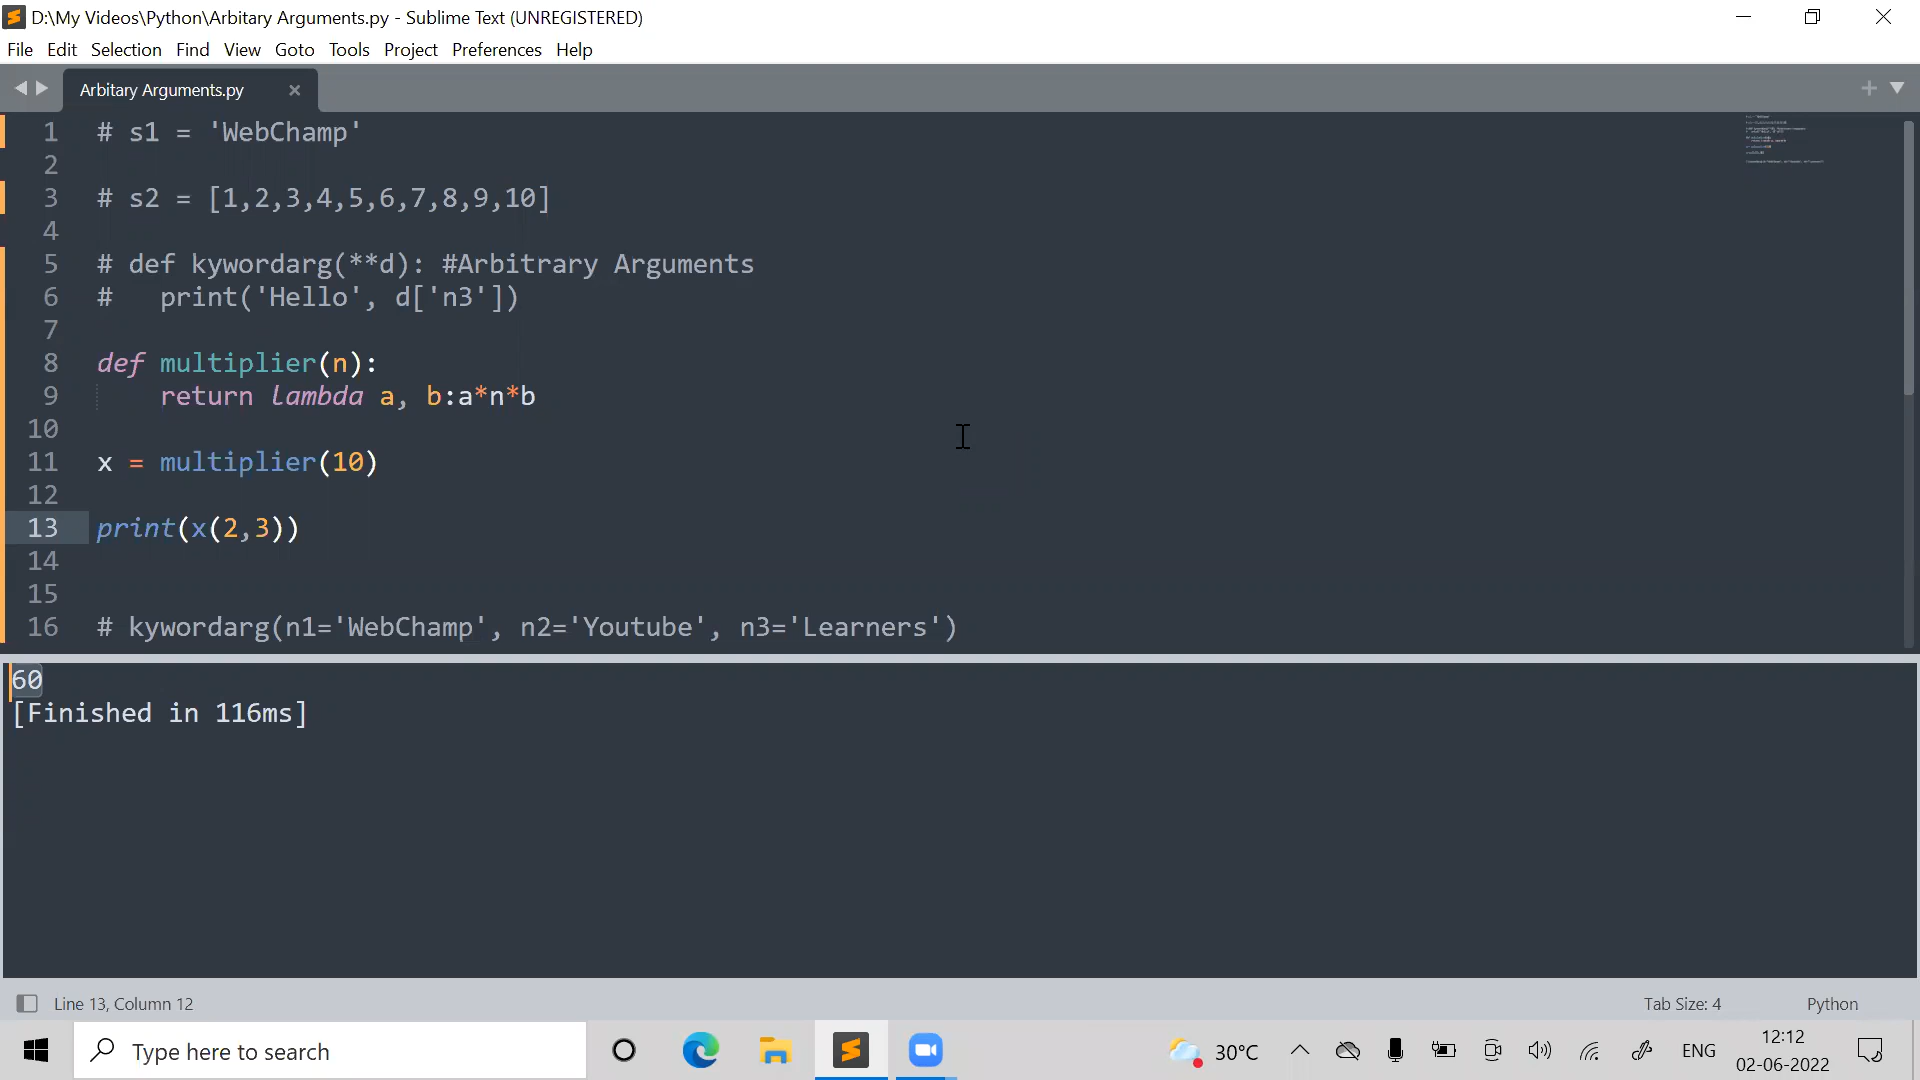 D:\My Videos\Python\Arbitary Arguments.py - Sublime Text (UNREGISTERED)
File Edit Selection Find View Goto Tools Project Preferences Help
Arbitary Arguments.py
1 # s1 = 'WebChamp'
2
3 # s2 = [1,2,3,4,5,6,7,8,9,10]
4
5 # def kywordarg(**d): #Arbitrary Arguments
6 #   print('Hello', d['n3'])
7
8 def multiplier(n):
9     return lambda a, b:a*n*b
10
11 x = multiplier(10)
12
13 print(x(2,3))
14
15
16 # kywordarg(n1='WebChamp', n2='Youtube', n3='Learners')
60
[Finished in 116ms]
Line 13, Column 12 Tab Size: 4 Python
Type here to search 30°C ENG 12:12
02-06-2022